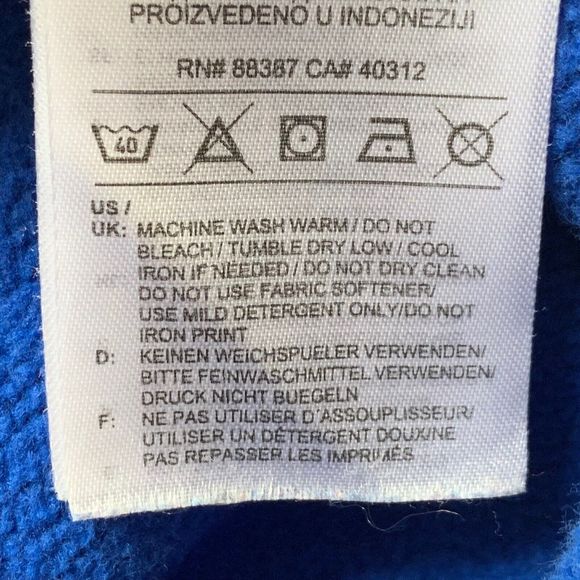 PROIZVEDENO U INDONEZIJI
RN# 88387 CA# 40312
40
US /
UK: MACHINE WASH WARM / DO NOT
BLEACH / TUMBLE DRY LOW / COOL
IRON IF NEEDED / DO NOT DRY CLEAN
DO NOT USE FABRIC SOFTENER/
USE MILD DETERGENT ONLY/DO NOT
IRON PRINT
D: KEINEN WEICHSPUELER VERWENDEN/
BITTE FEINWASCHMITTEL VERWENDEN/
DRUCK NICHT BUEGELN
F: NE PAS UTILISER D'ASSOUPLISSEUR/
UTILISER UN DÉTERGENT DOUX/NE
PAS REPASSER LES IMPRIMÉS